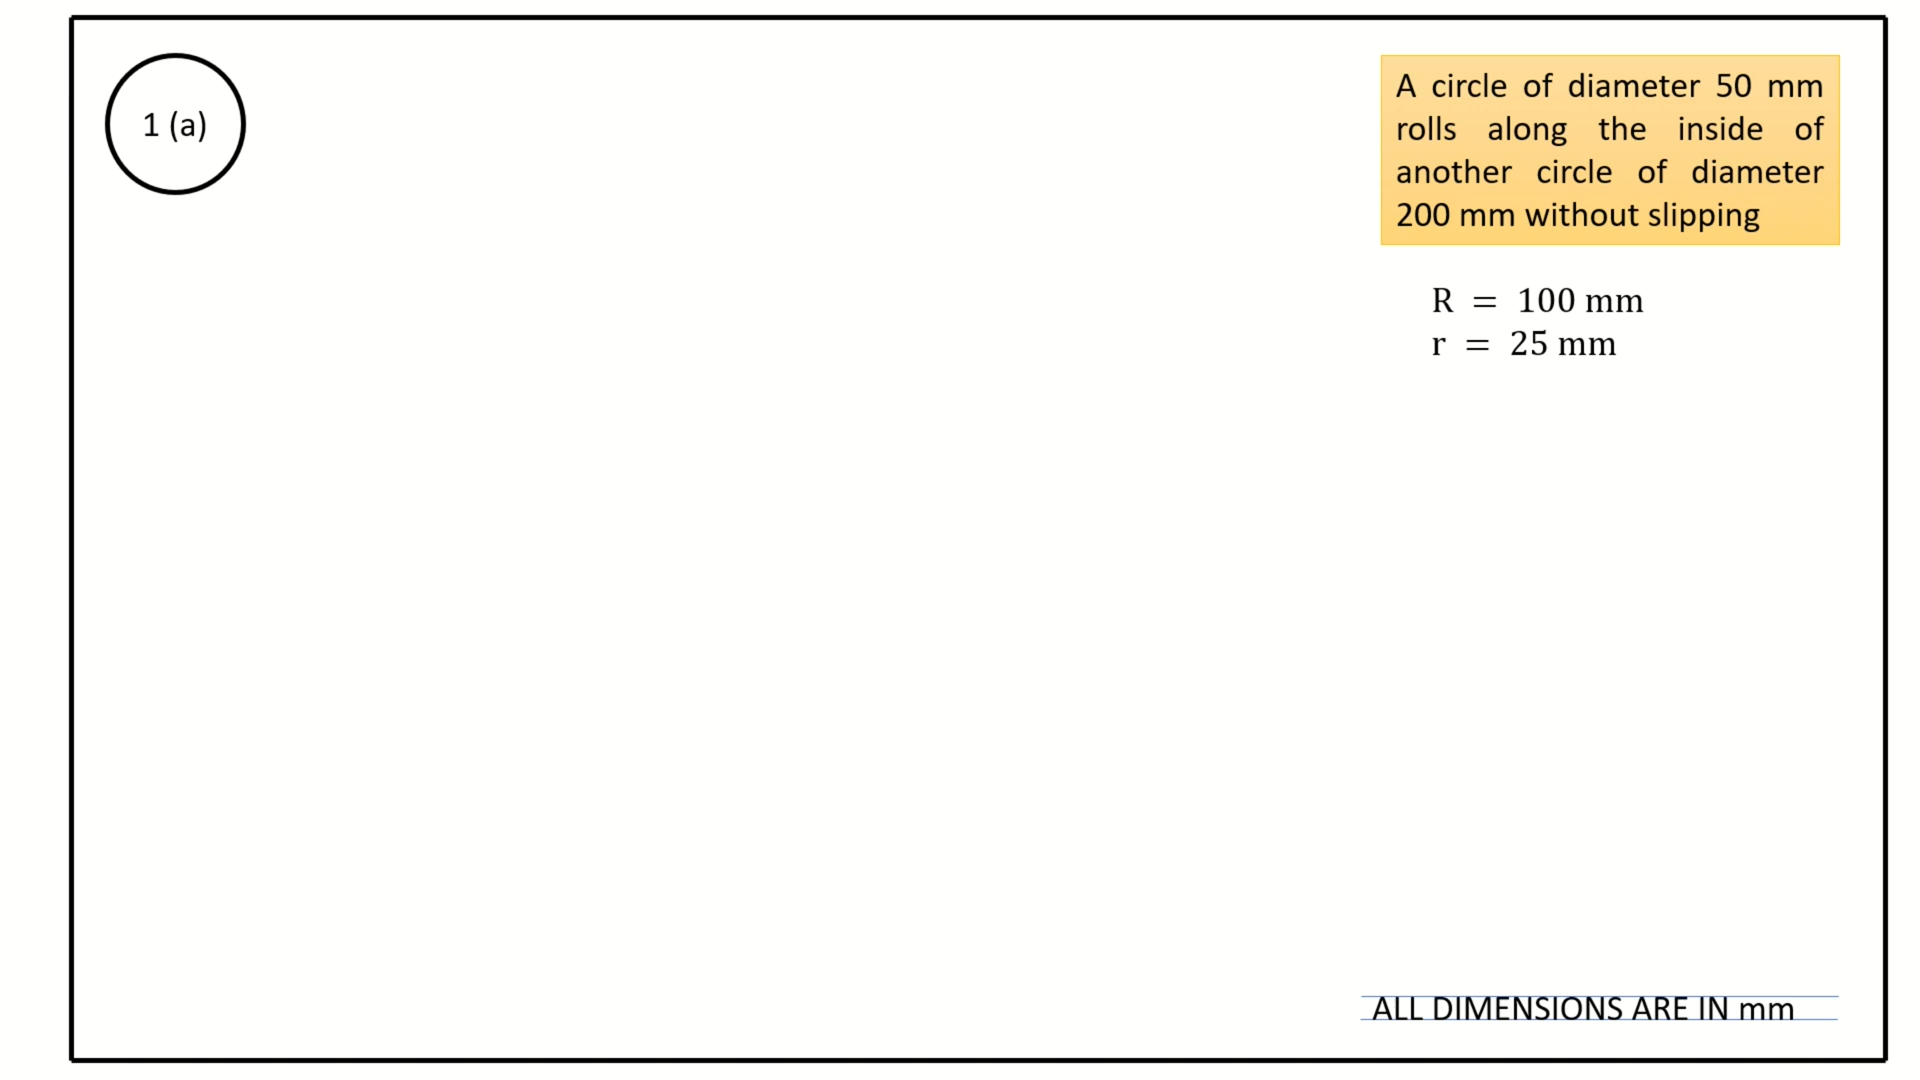 1 (a)
A circle of diameter 50 mm
rolls along the inside of
another circle of diameter
200 mm without slipping
R = 100 mm
r = 25 mm
ALL DIMENSIONS ARE IN mm